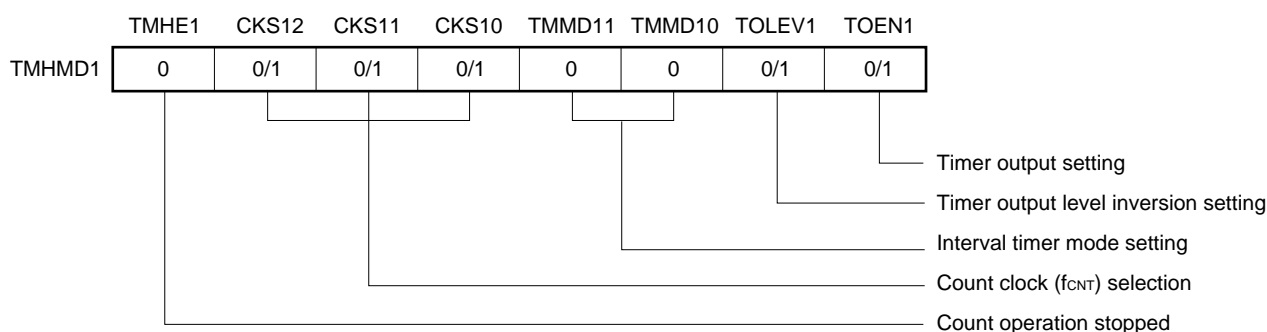 TMHE1 CKS12 CKS11 CKS10 TMMD11 TMMD10 TOLEV1 TOEN1
TMHMD1 0 0/1 0/1 0/1 0 0 0/1 0/1
Timer output setting
Timer output level inversion setting
Interval timer mode setting
Count clock (fCNT) selection
Count operation stopped